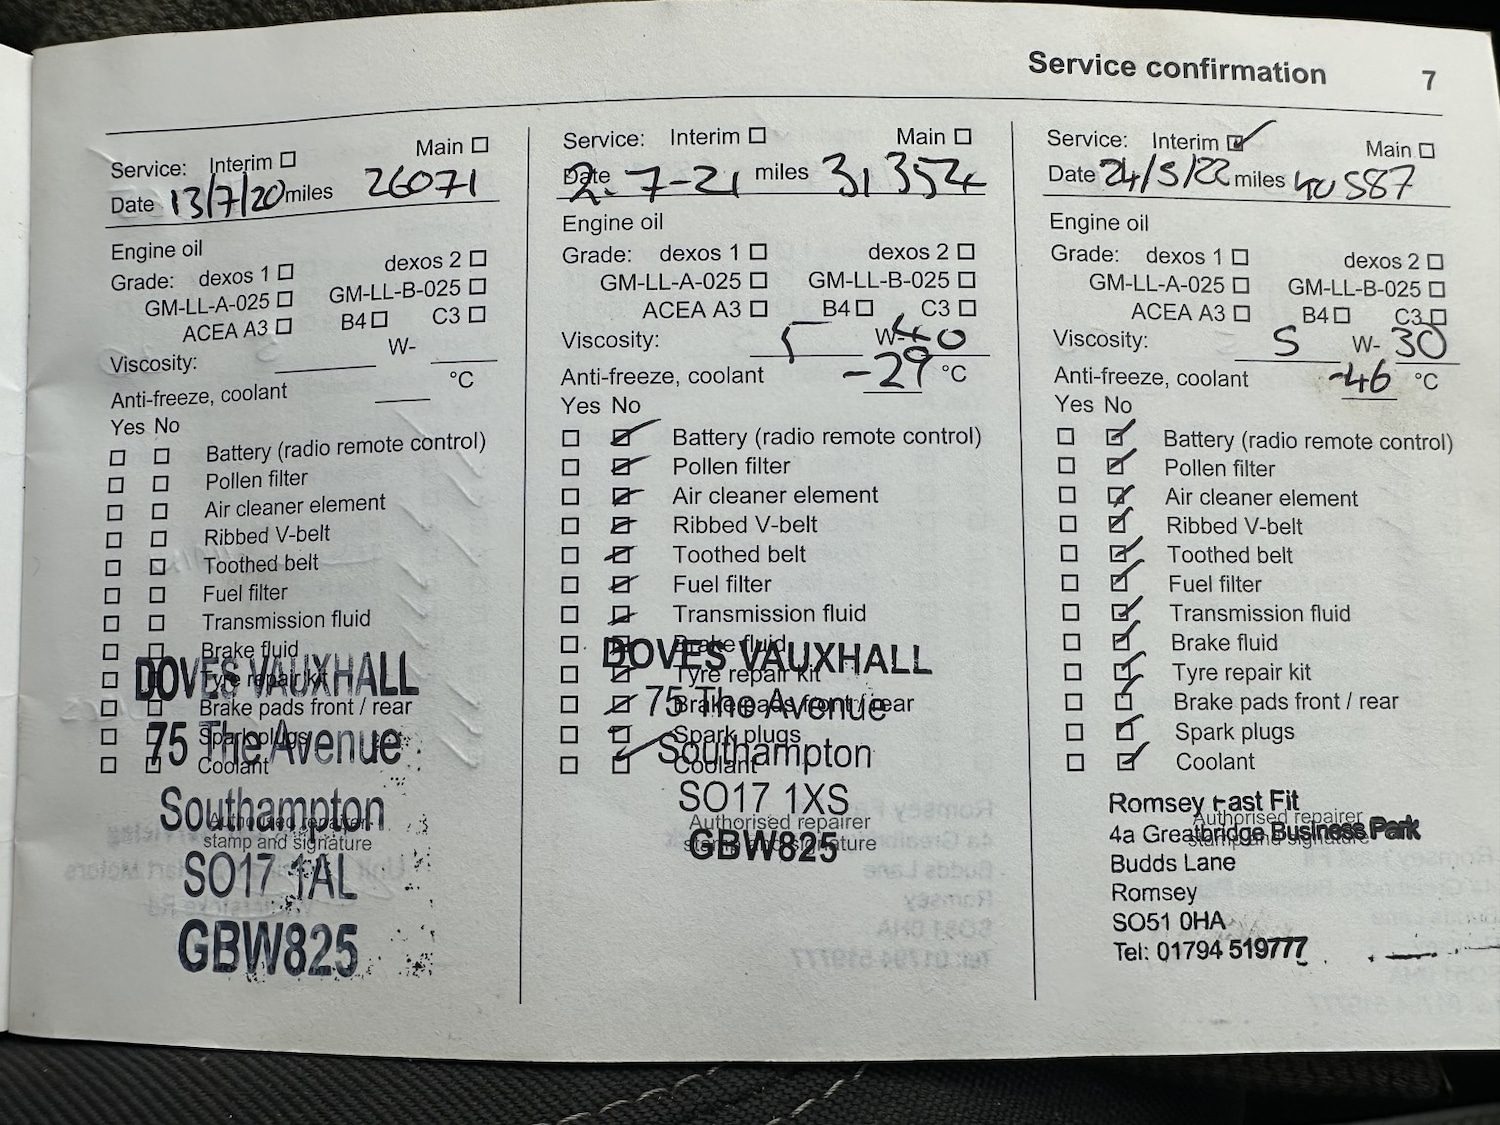 Service confirmation 7
Service: Interim Main
Date 13/7/20 miles 26071
Engine oil
Grade: dexos 1 dexos 2
GM-LL-A-025 GM-LL-B-025
ACEA A3 B4 C3
Viscosity: W-
Anti-freeze, coolant °C
Yes No
Battery (radio remote control)
Pollen filter
Air cleaner element
Ribbed V-belt
Toothed belt
Fuel filter
Transmission fluid
Brake fluid
DOVES VAUXHALL
Tyre repair kit
Brake pads front / rear
75 The Avenue
Spark plugs
Coolant
Southampton
Authorised repairer
stamp and signature
SO17 1AL
GBW825
Service: Interim Main
Date 2.7-21 miles 31354
Engine oil
Grade: dexos 1 dexos 2
GM-LL-A-025 GM-LL-B-025
ACEA A3 B4 C3
Viscosity: 5 W-40
Anti-freeze, coolant -29 °C
Yes No
Battery (radio remote control)
Pollen filter
Air cleaner element
Ribbed V-belt
Toothed belt
Fuel filter
Transmission fluid
Brake fluid
DOVES VAUXHALL
Tyre repair kit
Brake pads front / rear
75 The Avenue
Spark plugs
Southampton
Coolant
SO17 1XS
Authorised repairer
stamp and signature
GBW825
Service: Interim Main
Date 24/5/22 miles 40587
Engine oil
Grade: dexos 1 dexos 2
GM-LL-A-025 GM-LL-B-025
ACEA A3 B4 C3
Viscosity: 5 W-30
Anti-freeze, coolant -46 °C
Yes No
Battery (radio remote control)
Pollen filter
Air cleaner element
Ribbed V-belt
Toothed belt
Fuel filter
Transmission fluid
Brake fluid
Tyre repair kit
Brake pads front / rear
Spark plugs
Coolant
Romsey Fast Fit
Authorised repairer
4a Greatbridge Business Park
stamp and signature
Budds Lane
Romsey
SO51 0HA
Tel: 01794 519777